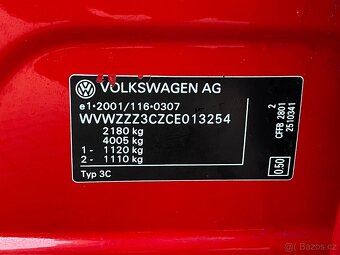 VOLKSWAGEN AG
e1*2001/116*0307
WVWZZZ3CZCE013254
2180 kg
4005 kg
1 - 1120 kg
2 - 1110 kg
Typ 3C
2
CFFB 2801
2510341
0.50
Bazoš.cz